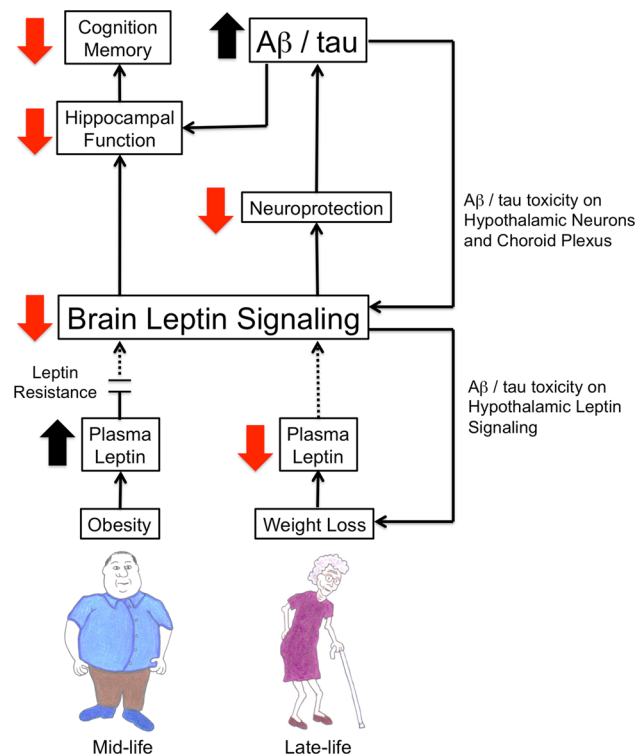 Cognition
Memory
Aβ / tau
Hippocampal
Function
Neuroprotection
Aβ / tau toxicity on
Hypothalamic Neurons
and Choroid Plexus
Brain Leptin Signaling
Leptin
Resistance
Aβ / tau toxicity on
Hypothalamic Leptin
Signaling
Plasma
Leptin
Plasma
Leptin
Obesity
Weight Loss
Mid-life
Late-life